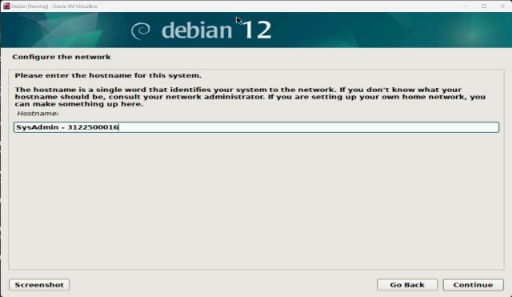 Debian [Running] - Oracle VM VirtualBox
debian 12
Configure the network
Please enter the hostname for this system.
The hostname is a single word that identifies your system to the network. If you don't know what your
hostname should be, consult your network administrator. If you are setting up your own home network, you
can make something up here.
Hostname:
SysAdmin - 3122500016
Screenshot
Go Back
Continue